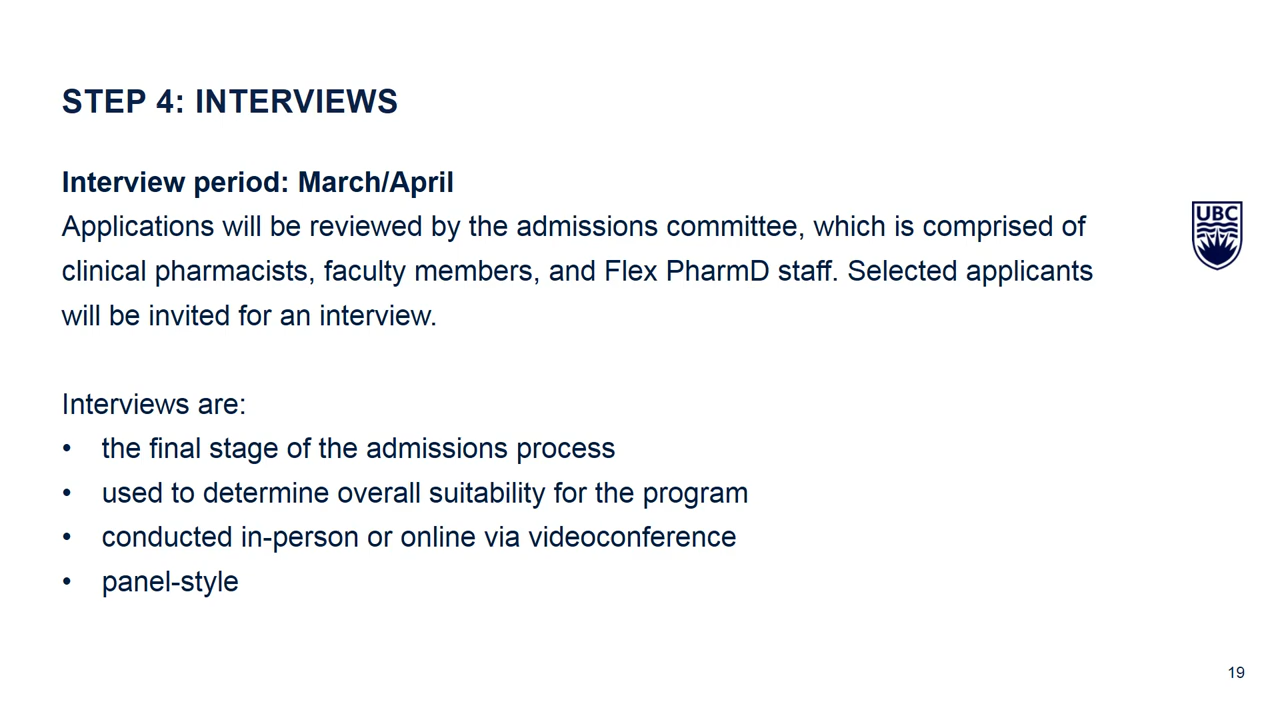 STEP 4: INTERVIEWS
Interview period: March/April
Applications will be reviewed by the admissions committee, which is comprised of
clinical pharmacists, faculty members, and Flex PharmD staff. Selected applicants
will be invited for an interview.
UBC
Interviews are:
• the final stage of the admissions process
• used to determine overall suitability for the program
• conducted in-person or online via videoconference
• panel-style
19